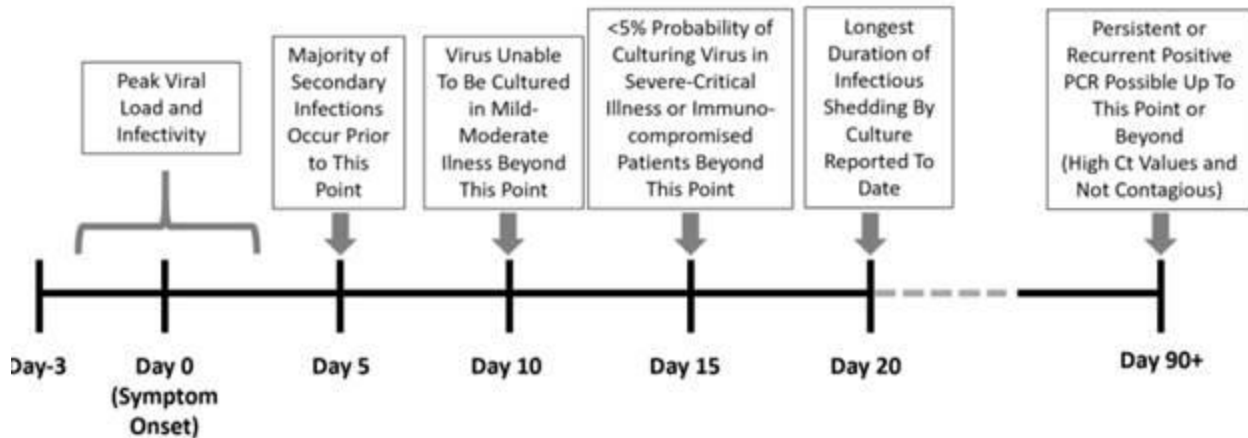 Peak Viral
Load and
Infectivity
Majority of
Secondary
Infections
Occur Prior
to This
Point
Virus Unable
To Be Cultured
in Mild-
Moderate
Ilness Beyond
This Point
<5% Probability of
Culturing Virus in
Severe-Critical
Illness or Immuno-
compromised
Patients Beyond
This Point
Longest
Duration of
Infectious
Shedding By
Culture
Reported To
Date
Persistent or
Recurrent Positive
PCR Possible Up To
This Point or
Beyond
(High Ct Values and
Not Contagious)
Day-3
Day 0
(Symptom
Onset)
Day 5
Day 10
Day 15
Day 20
Day 90+